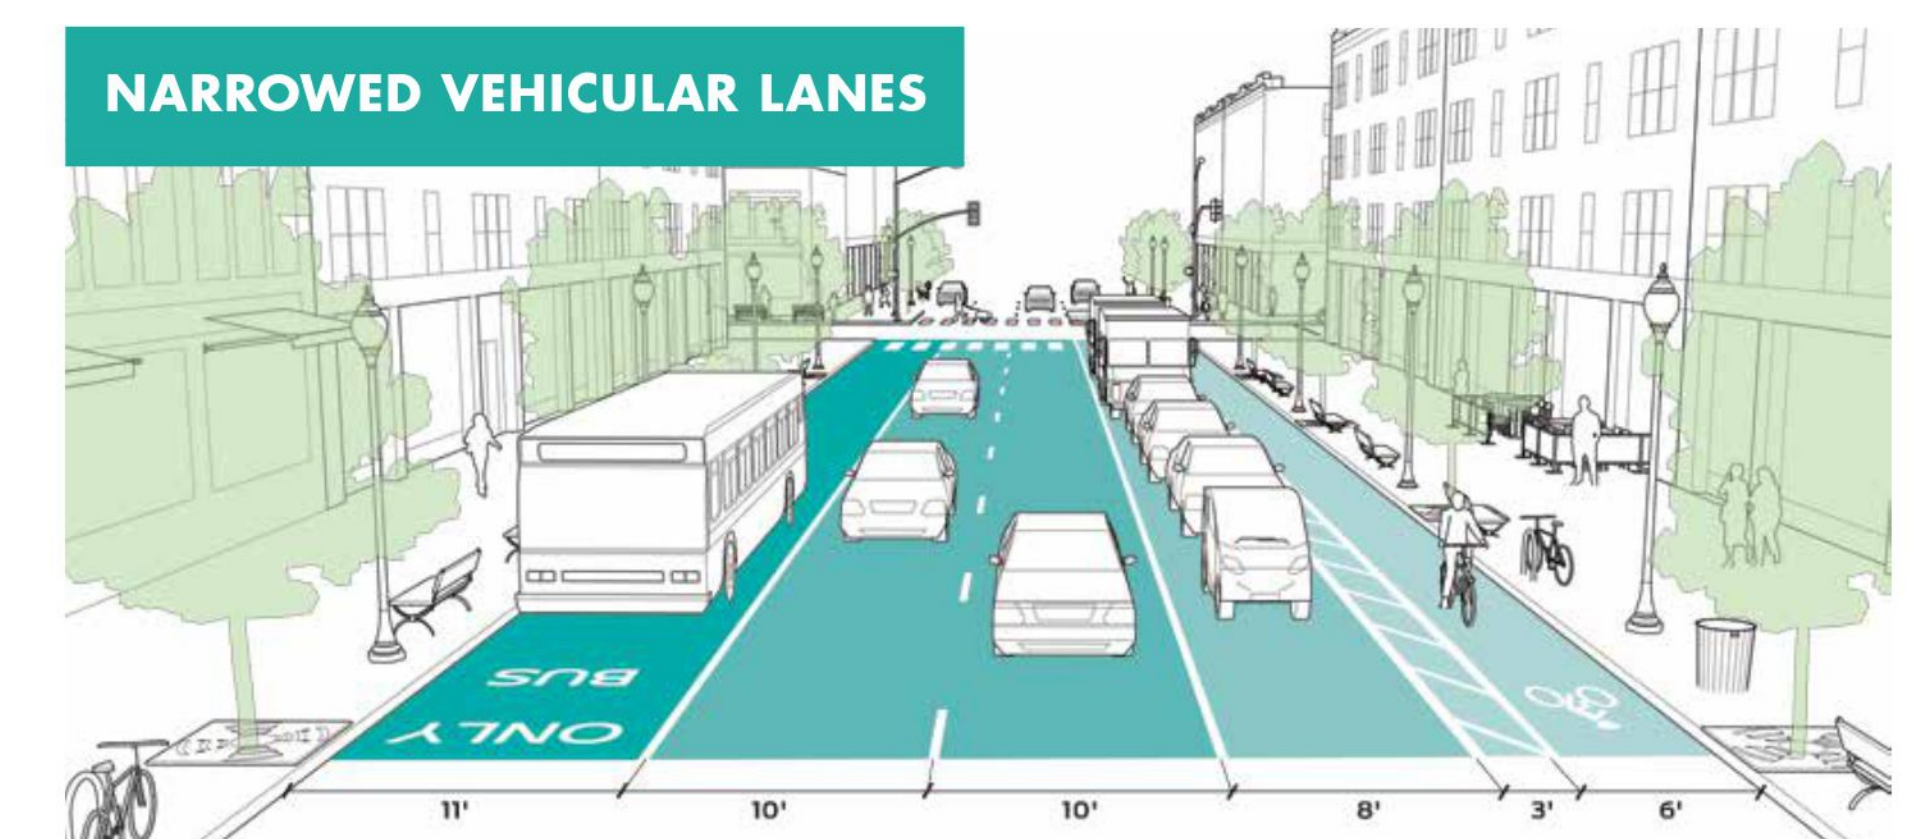 NARROWED VEHICULAR LANES
BUS
ONLY
11' 10' 10' 8' 3' 6'